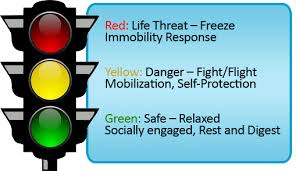 Red: Life Threat – Freeze
Immobility Response
Yellow: Danger – Fight/Flight
Mobilization, Self-Protection
Green: Safe – Relaxed
Socially engaged, Rest and Digest